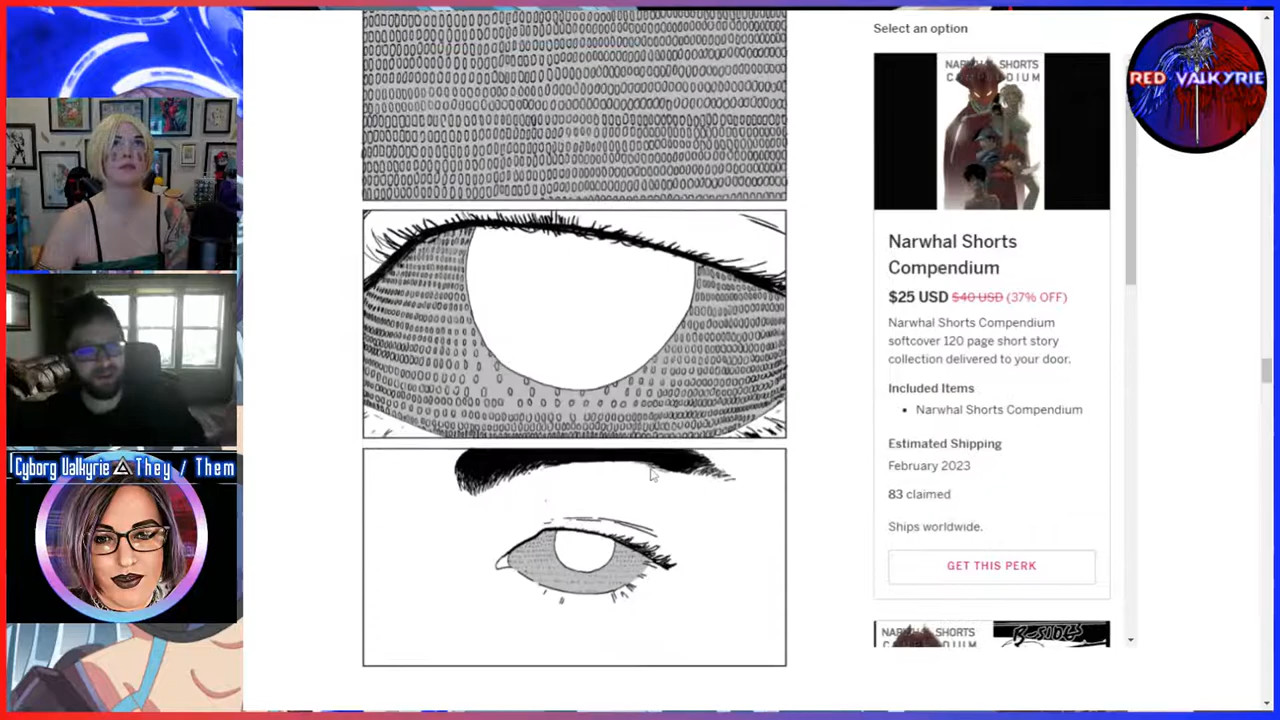 Select an option
RED VALKYRIE
NARWHAL SHORTS
Narwhal Shorts
Compendium
$25 USD $40 USD (37% OFF)
Narwhal Shorts Compendium
softcover 120 page short story
collection delivered to your door.
Included Items
Narwhal Shorts Compendium
Estimated Shipping
February 2023
83 claimed
Ships worldwide.
GET THIS PERK
Cyborg Valkyrie They / Them
NARWHAL SHORTS
B-SIDES